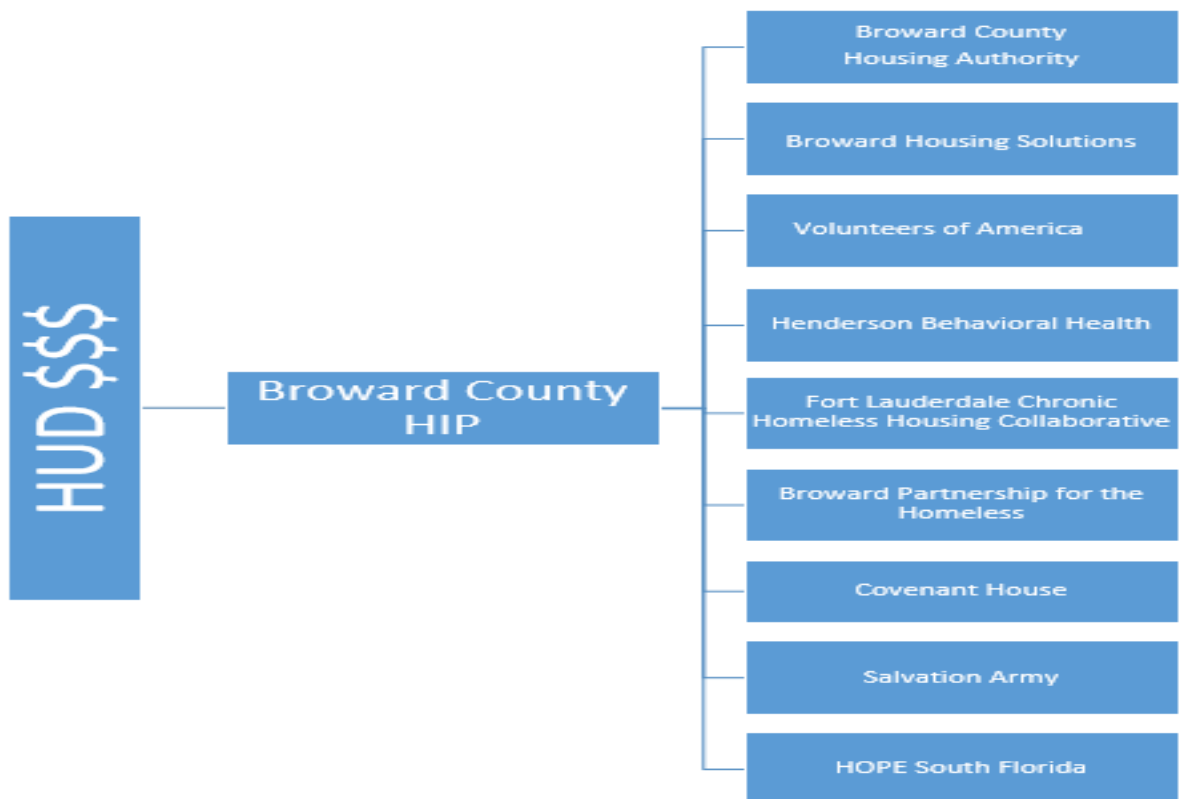 HUD $$$
Broward County
HIP
Broward County
Housing Authority
Broward Housing Solutions
Volunteers of America
Henderson Behavioral Health
Fort Lauderdale Chronic
Homeless Housing Collaborative
Broward Partnership for the
Homeless
Covenant House
Salvation Army
HOPE South Florida